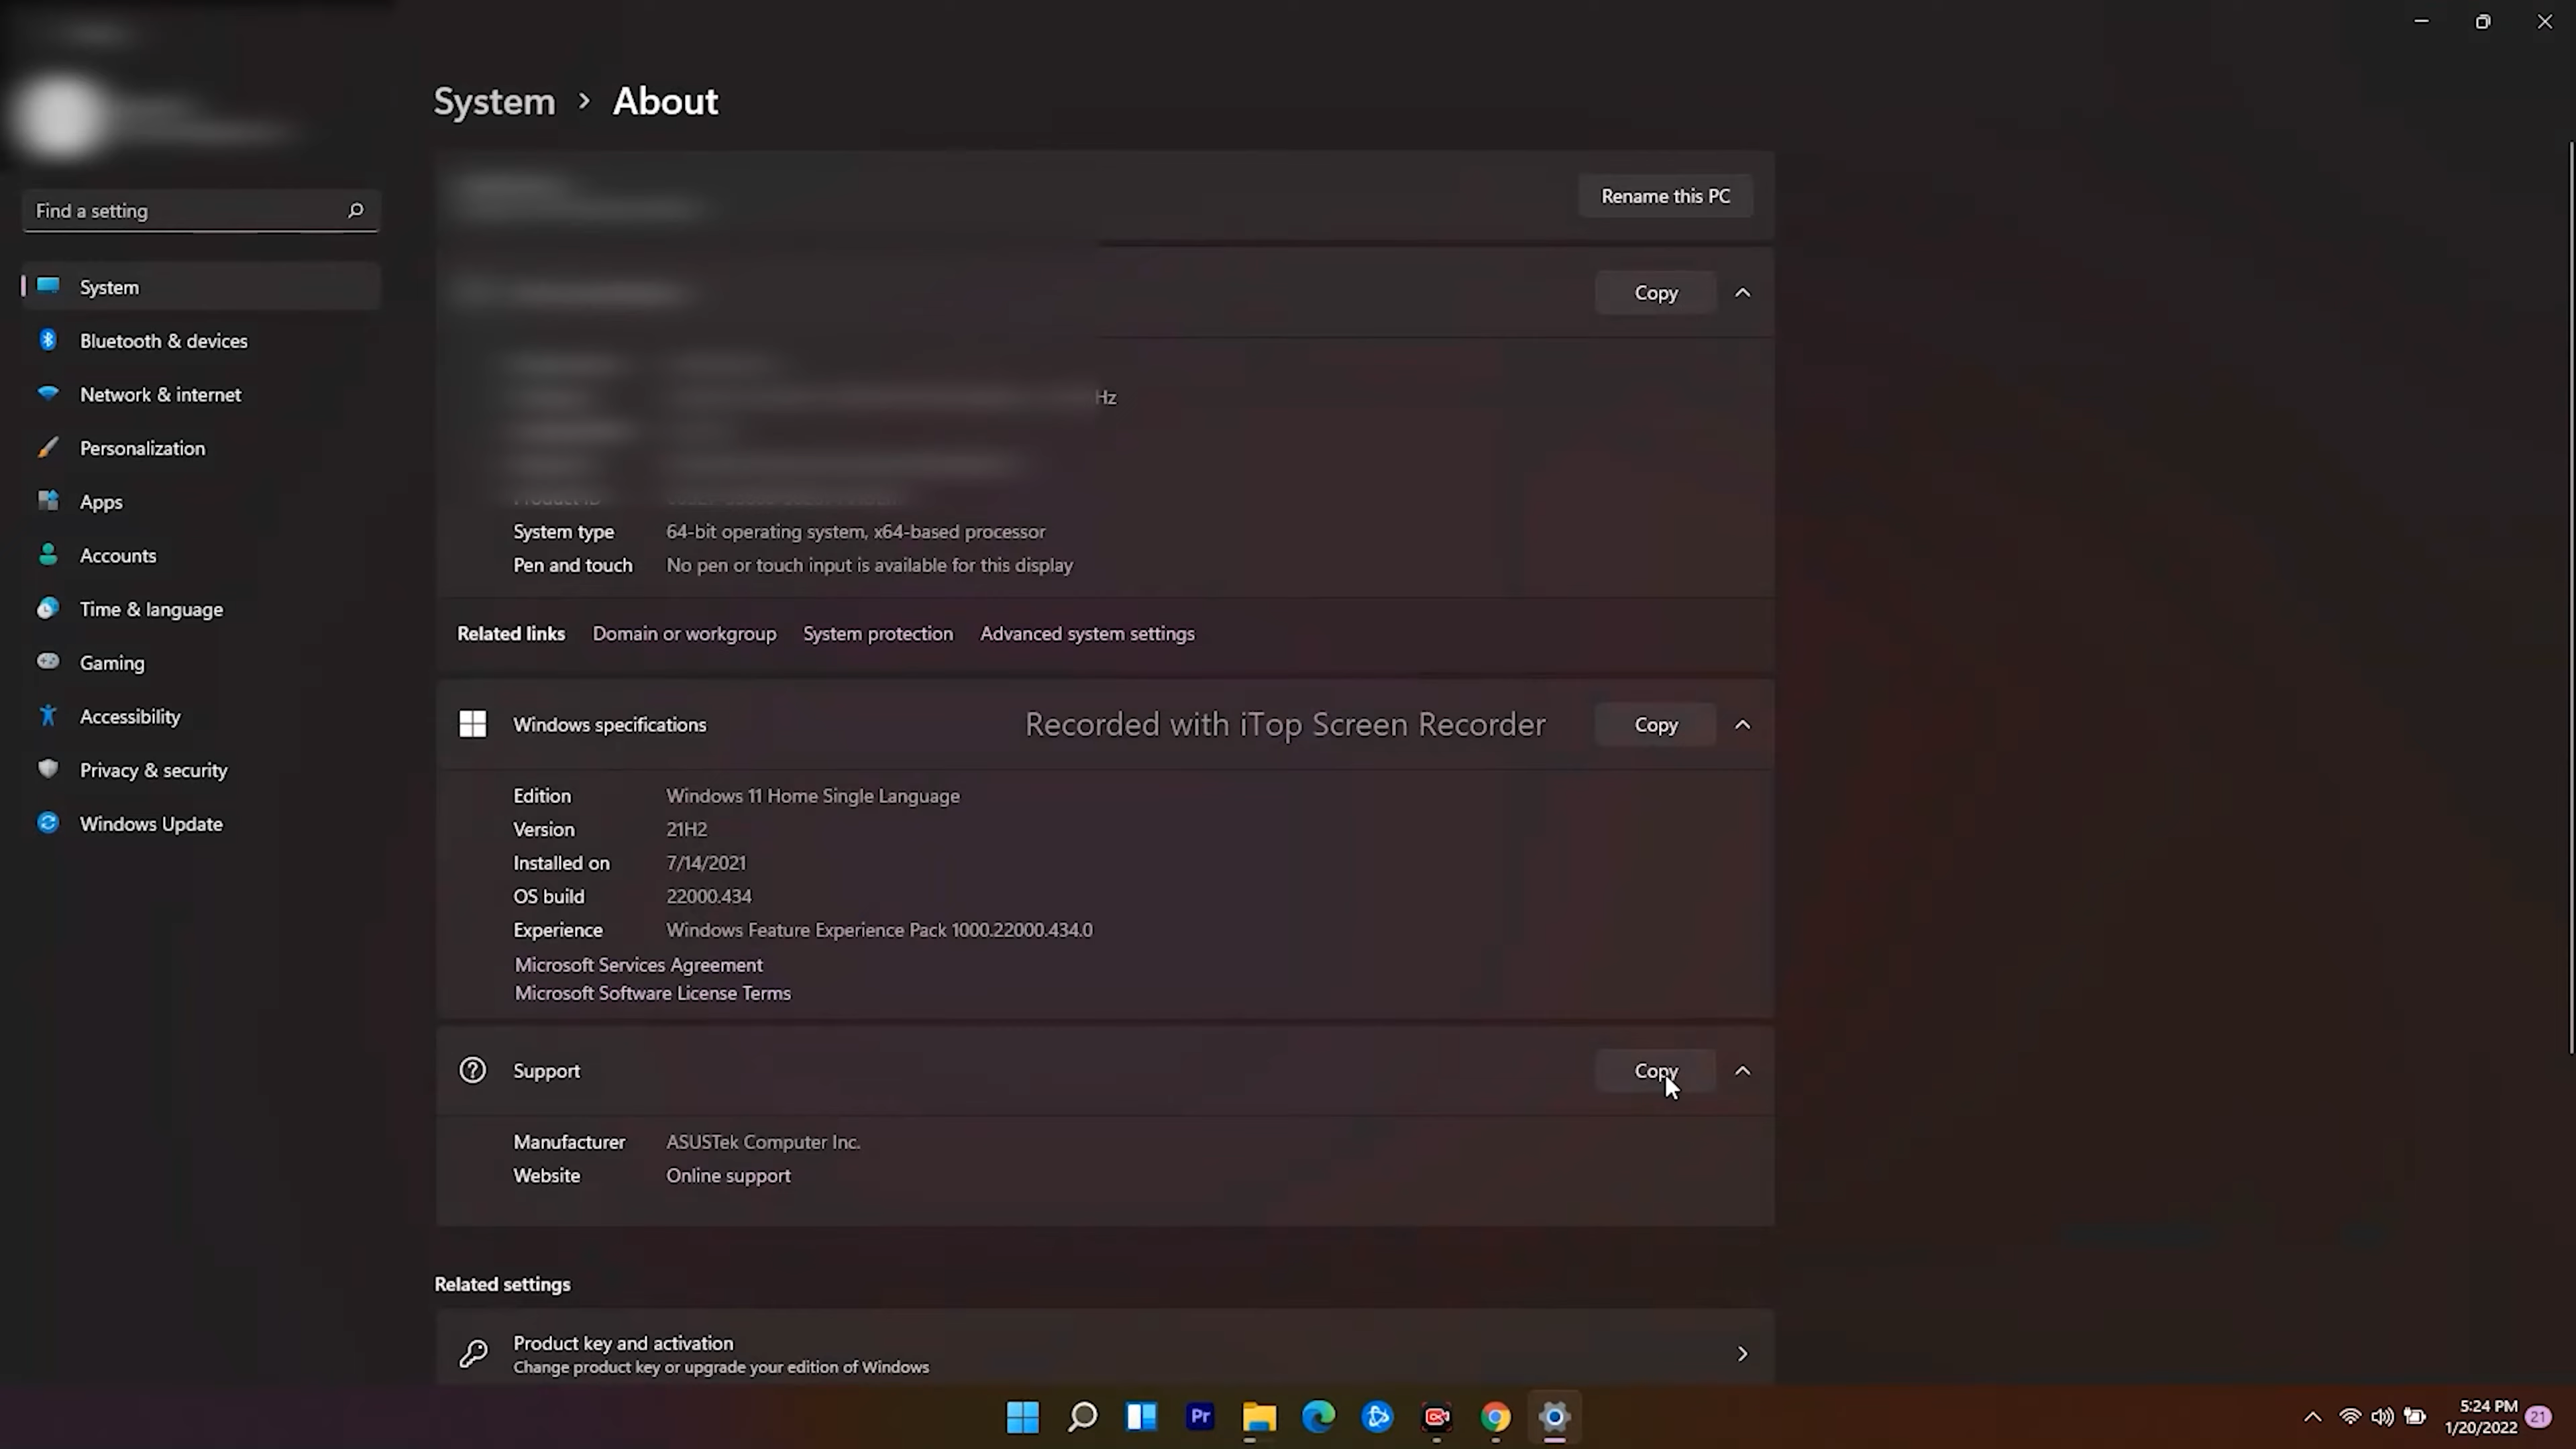 System > About
Rename this PC
Find a setting
System
Bluetooth & devices
Network & internet
Personalization
Apps
Accounts
Time & language
Gaming
Accessibility
Privacy & security
Windows Update
Copy
Hz
System type 64-bit operating system, x64-based processor
Pen and touch No pen or touch input is available for this display
Related links Domain or workgroup System protection Advanced system settings
Windows specifications Recorded with iTop Screen Recorder Copy
Edition Windows 11 Home Single Language
Version 21H2
Installed on 7/14/2021
OS build 22000.434
Experience Windows Feature Experience Pack 1000.22000.434.0
Microsoft Services Agreement
Microsoft Software License Terms
Support Copy
Manufacturer ASUSTek Computer Inc.
Website Online support
Related settings
Product key and activation
Change product key or upgrade your edition of Windows
Pr
5:24 PM
1/20/2022
21